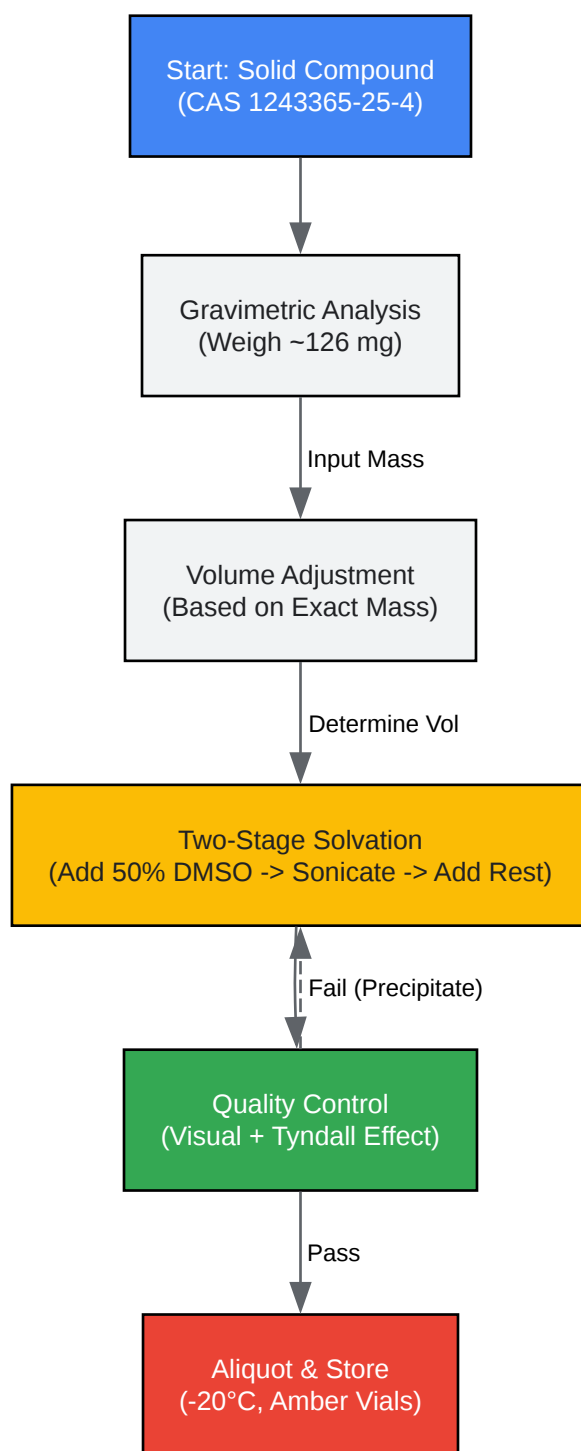 Start: Solid Compound
(CAS 1243365-25-4)
Gravimetric Analysis
(Weigh ~126 mg)
Input Mass
Volume Adjustment
(Based on Exact Mass)
Determine Vol
Two-Stage Solvation
(Add 50% DMSO -> Sonicate -> Add Rest)
Fail (Precipitate)
Quality Control
(Visual + Tyndall Effect)
Pass
Aliquot & Store
(-20°C, Amber Vials)